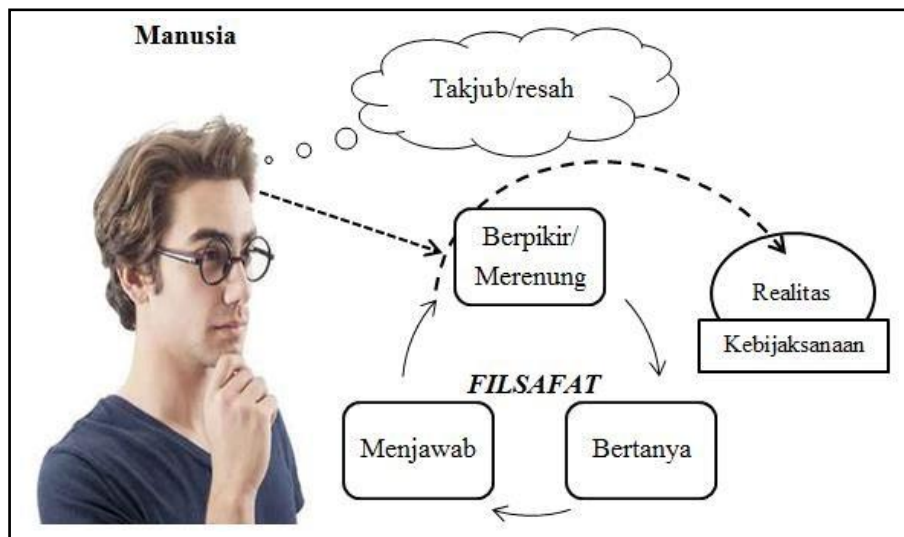 Manusia
Takjub/resah
Berpikir/
Merenung
Realitas
Kebijaksanaan
FILSAFAT
Menjawab
Bertanya